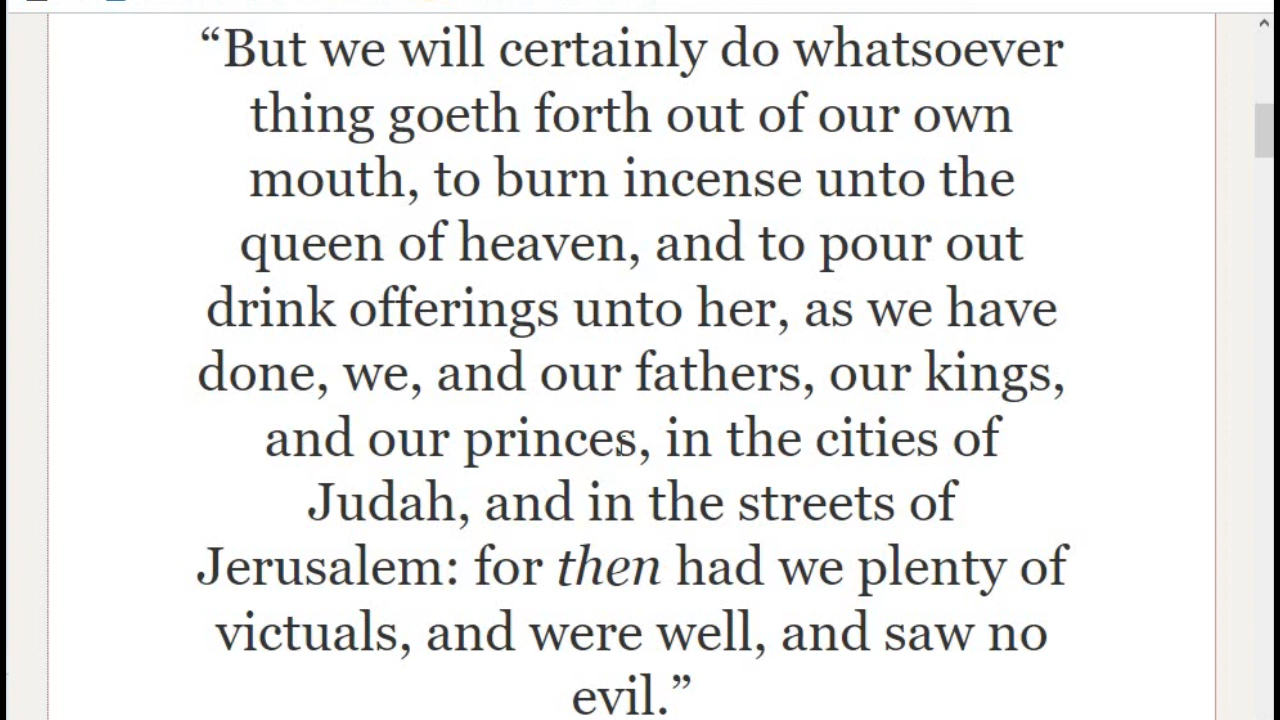 “But we will certainly do whatsoever
thing goeth forth out of our own
mouth, to burn incense unto the
queen of heaven, and to pour out
drink offerings unto her, as we have
done, we, and our fathers, our kings,
and our princes, in the cities of
Judah, and in the streets of
Jerusalem: for then had we plenty of
victuals, and were well, and saw no
evil.”